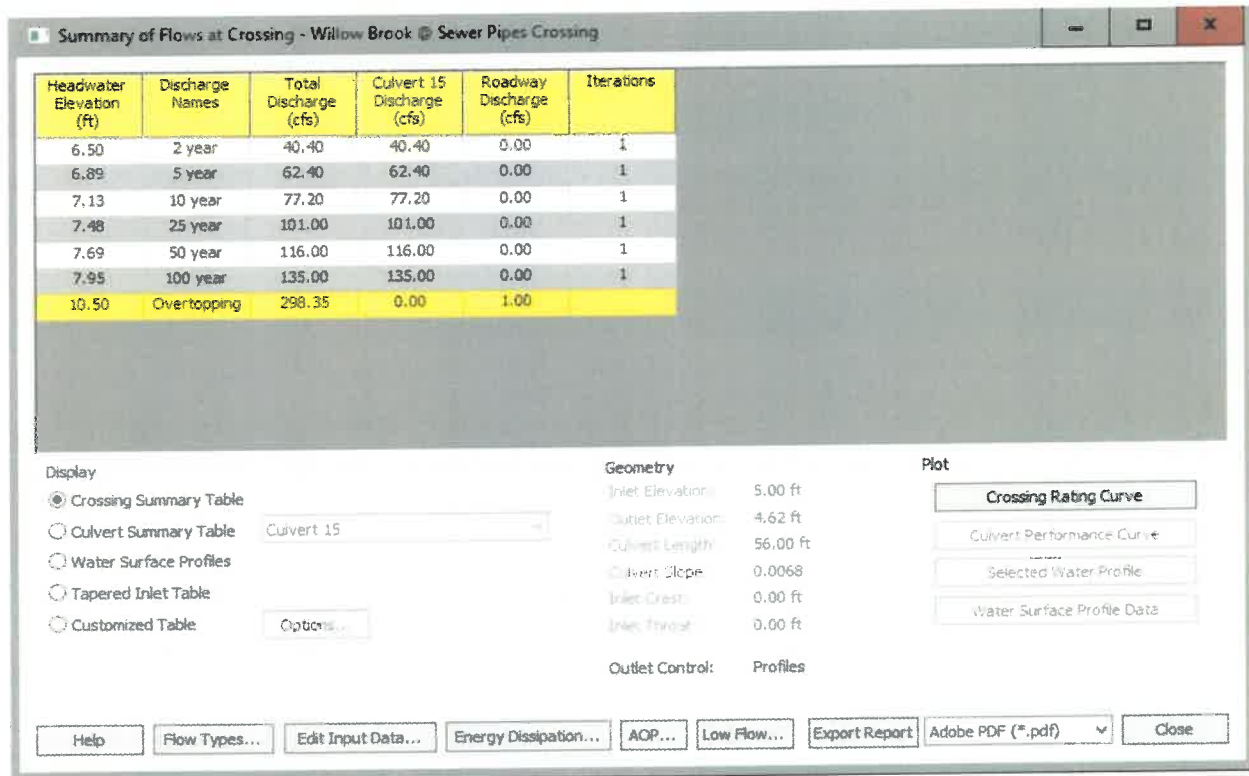 Summary of Flows at Crossing - Willow Brook @ Sewer Pipes Crossing
Headwater Elevation (ft) Discharge Names Total Discharge (cfs) Culvert 15 Discharge (cfs) Roadway Discharge (cfs) Iterations
6.50 2 year 40.40 40.40 0.00 1
6.89 5 year 62.40 62.40 0.00 1
7.13 10 year 77.20 77.20 0.00 1
7.48 25 year 101.00 101.00 0.00 1
7.69 50 year 116.00 116.00 0.00 1
7.95 100 year 135.00 135.00 0.00 1
10.50 Overtopping 298.35 0.00 1.00
Display
Crossing Summary Table
Culvert Summary Table Culvert 15
Water Surface Profiles
Tapered Inlet Table
Customized Table Options...
Geometry
Inlet Elevation: 5.00 ft
Outlet Elevation: 4.62 ft
Culvert Length: 56.00 ft
Culvert Slope: 0.0068
Inlet Crest: 0.00 ft
Inlet Throat: 0.00 ft
Outlet Control: Profiles
Plot
Crossing Rating Curve
Culvert Performance Curve
Selected Water Profile
Water Surface Profile Data
Help Flow Types... Edit Input Data... Energy Dissipation... AOP... Low Flow... Export Report Adobe PDF (*.pdf) Close